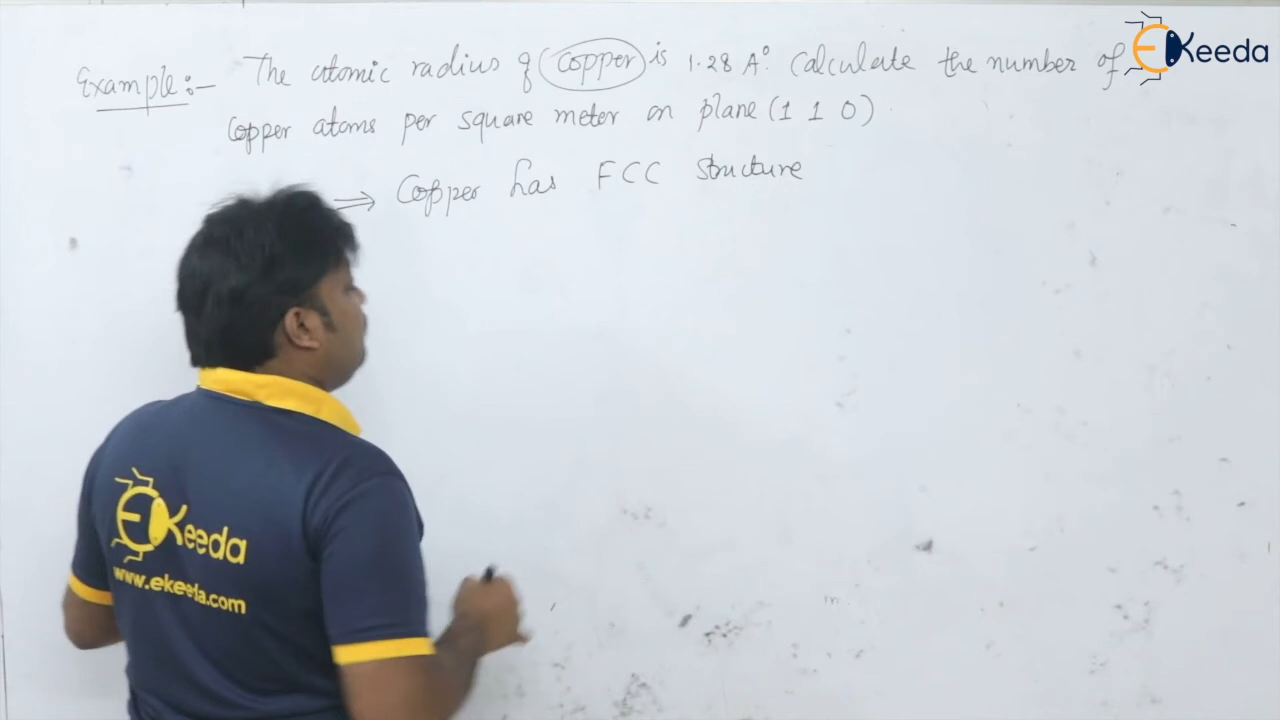 Example:- The atomic radius of copper is 1.28 A°. Calculate the number of
Copper atoms per square meter on plane (1 1 0).
⇒ Copper has FCC structure
EKeeda
EKeeda
www.ekeeda.com